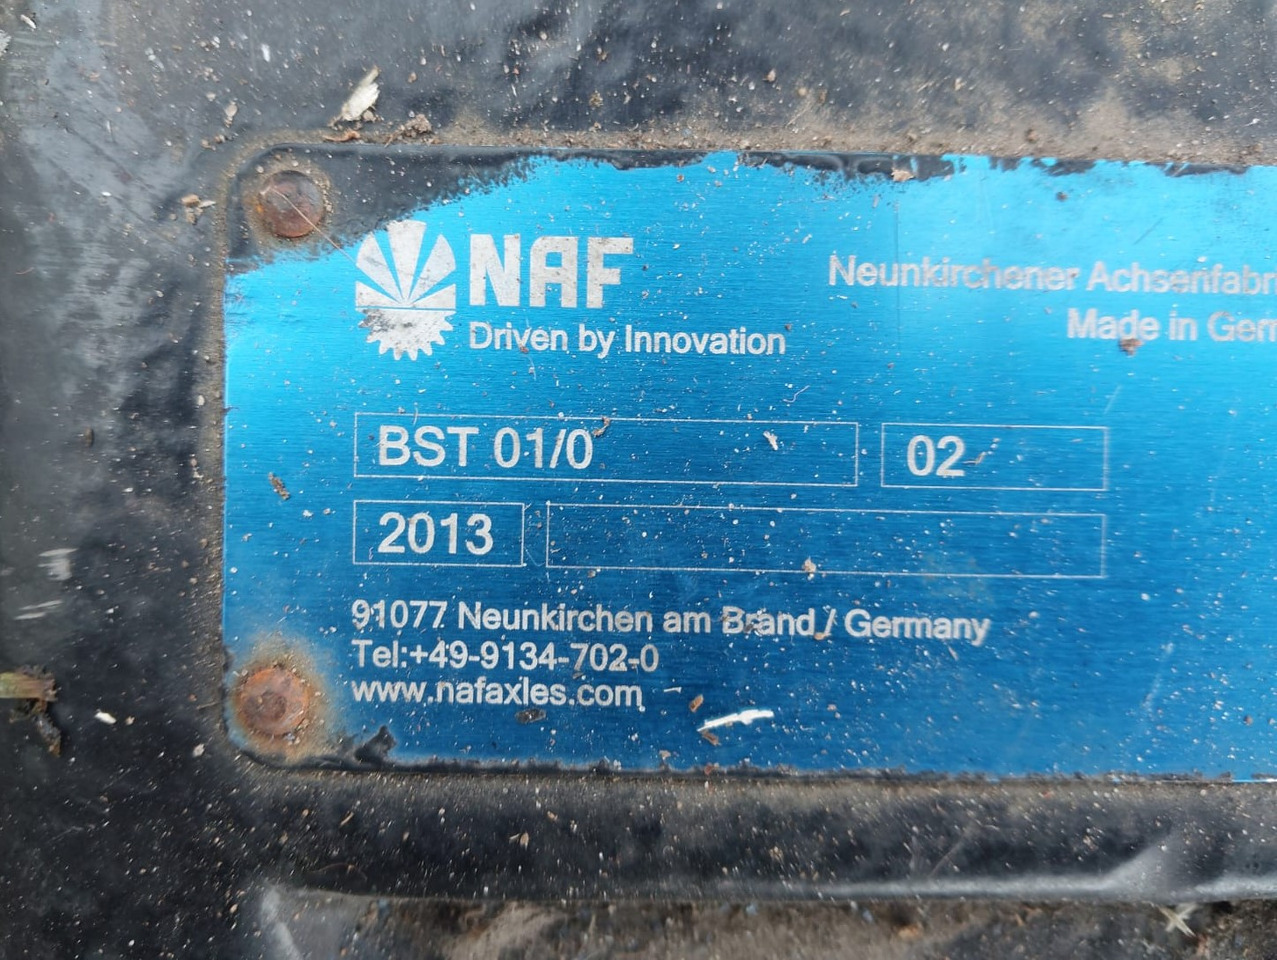 NAF
Driven by Innovation
Neunkirchener Achsenfabr
Made in Ger
BST 01/0
02
2013
91077 Neunkirchen am Brand / Germany
Tel:+49-9134-702-0
www.nafaxles.com